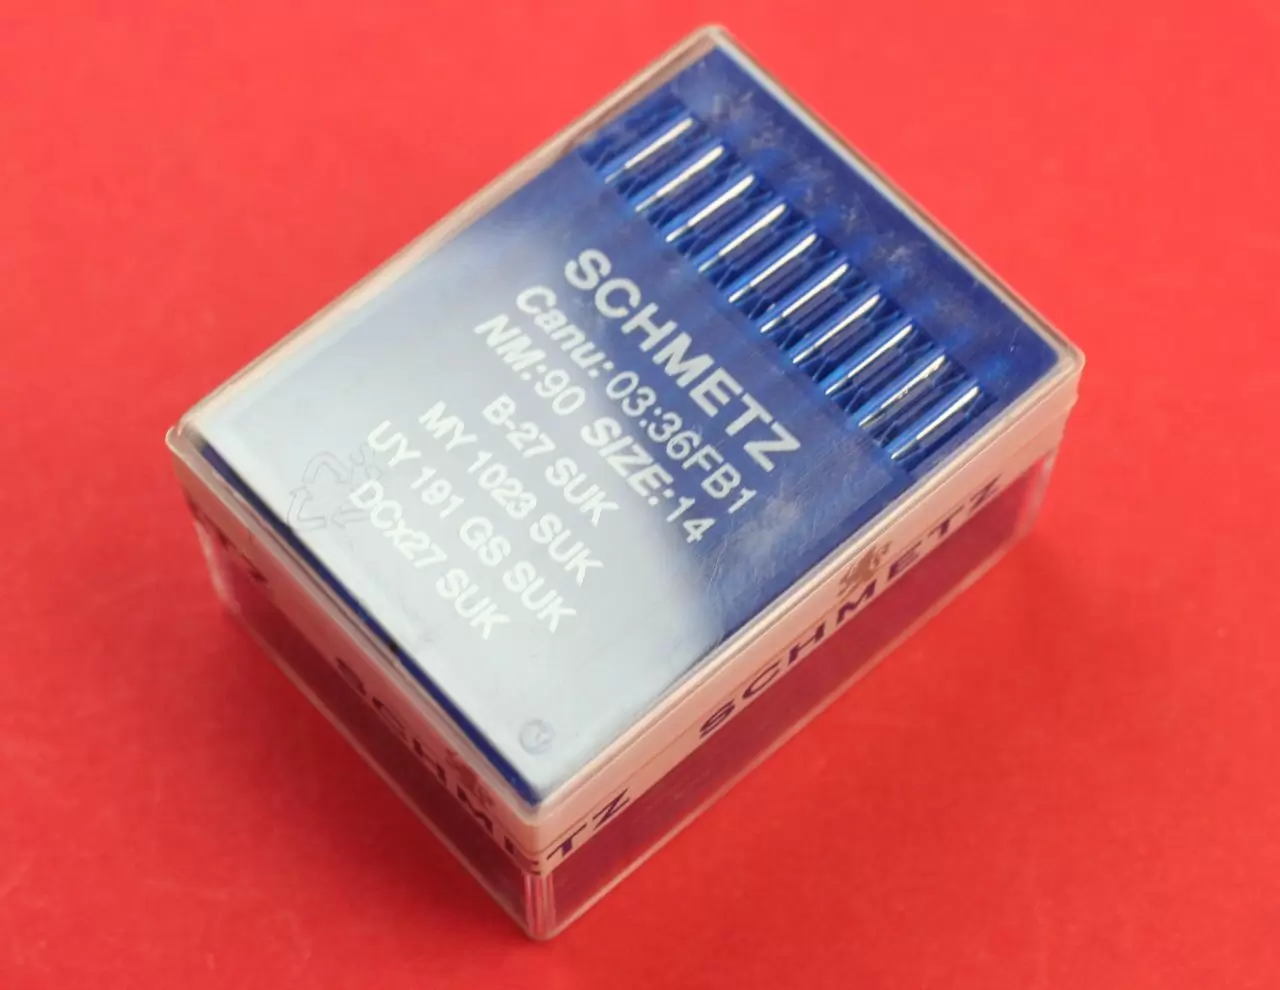 SCHMETZ
Canu: 03:36FB1
NM:90 SIZE:14
B-27 SUK
MY 1023 SUK
UY 191 GS SUK
DCx27 SUK
SCHMETZ
SCHMETZ